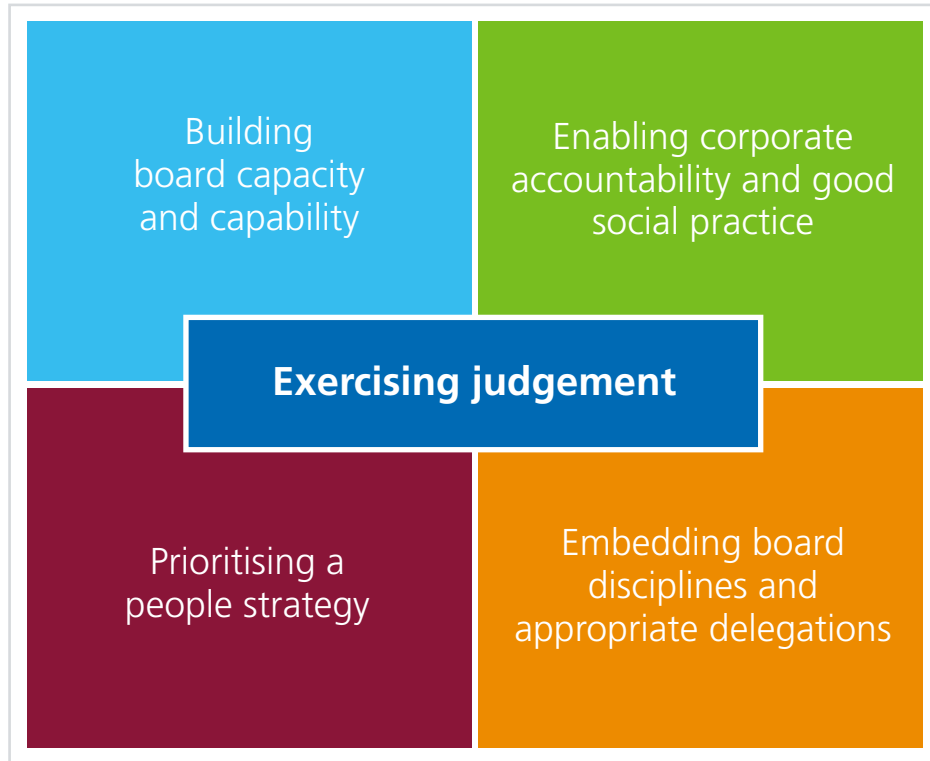 Building
board capacity
and capability
Enabling corporate
accountability and good
social practice
Exercising judgement
Prioritising a
people strategy
Embedding board
disciplines and
appropriate delegations